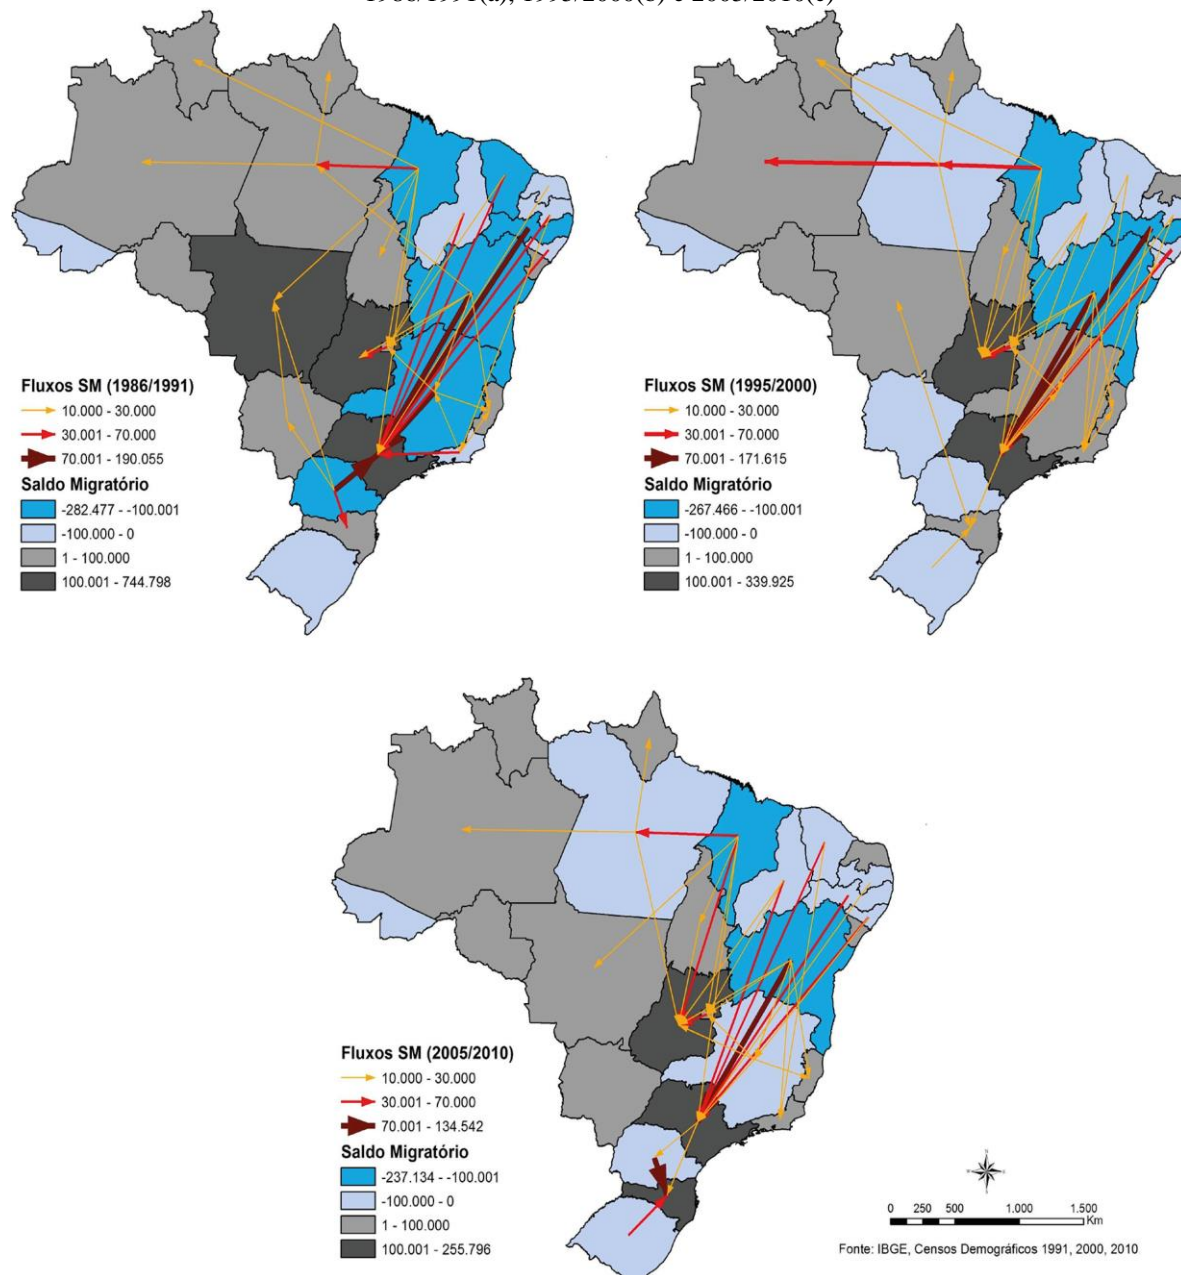 1986/1991(a), 1995/2000(b) e 2005/2010(c)
Fluxos SM (1986/1991)
10.000 - 30.000
30.001 - 70.000
70.001 - 190.055
Saldo Migratório
-282.477 - -100.001
-100.000 - 0
1 - 100.000
100.001 - 744.798
Fluxos SM (1995/2000)
10.000 - 30.000
30.001 - 70.000
70.001 - 171.615
Saldo Migratório
-267.466 - -100.001
-100.000 - 0
1 - 100.000
100.001 - 339.925
Fluxos SM (2005/2010)
10.000 - 30.000
30.001 - 70.000
70.001 - 134.542
Saldo Migratório
-237.134 - -100.001
-100.000 - 0
1 - 100.000
100.001 - 255.796
0 250 500 1.000 1.500
Km
Fonte: IBGE, Censos Demográficos 1991, 2000, 2010